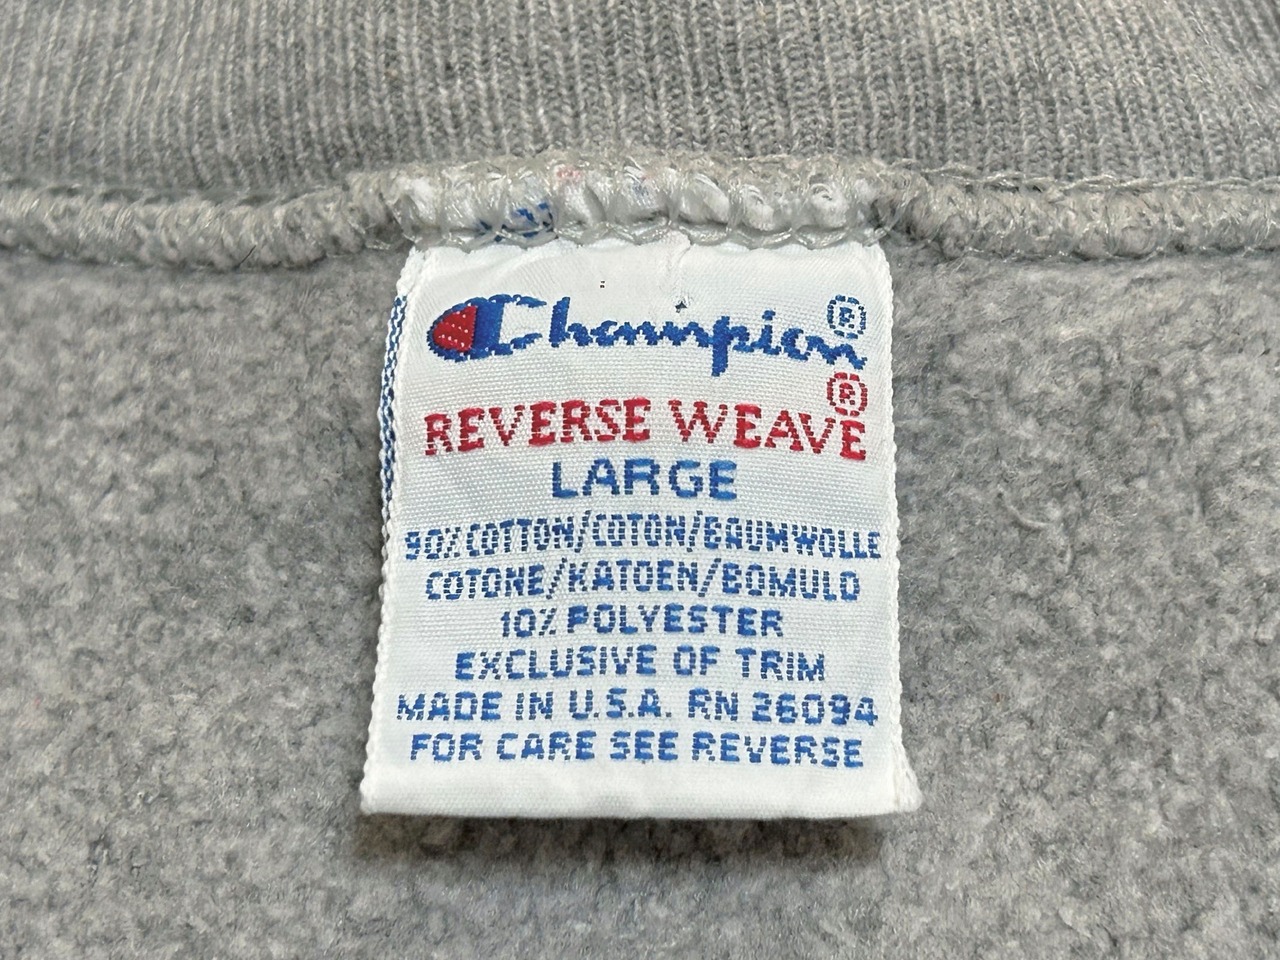 Champion®
REVERSE WEAVE®
LARGE
90% COTTON/COTON/BAUMWOLLE
COTONE/KATOEN/BOMULD
10% POLYESTER
EXCLUSIVE OF TRIM
MADE IN U.S.A. RN 26094
FOR CARE SEE REVERSE